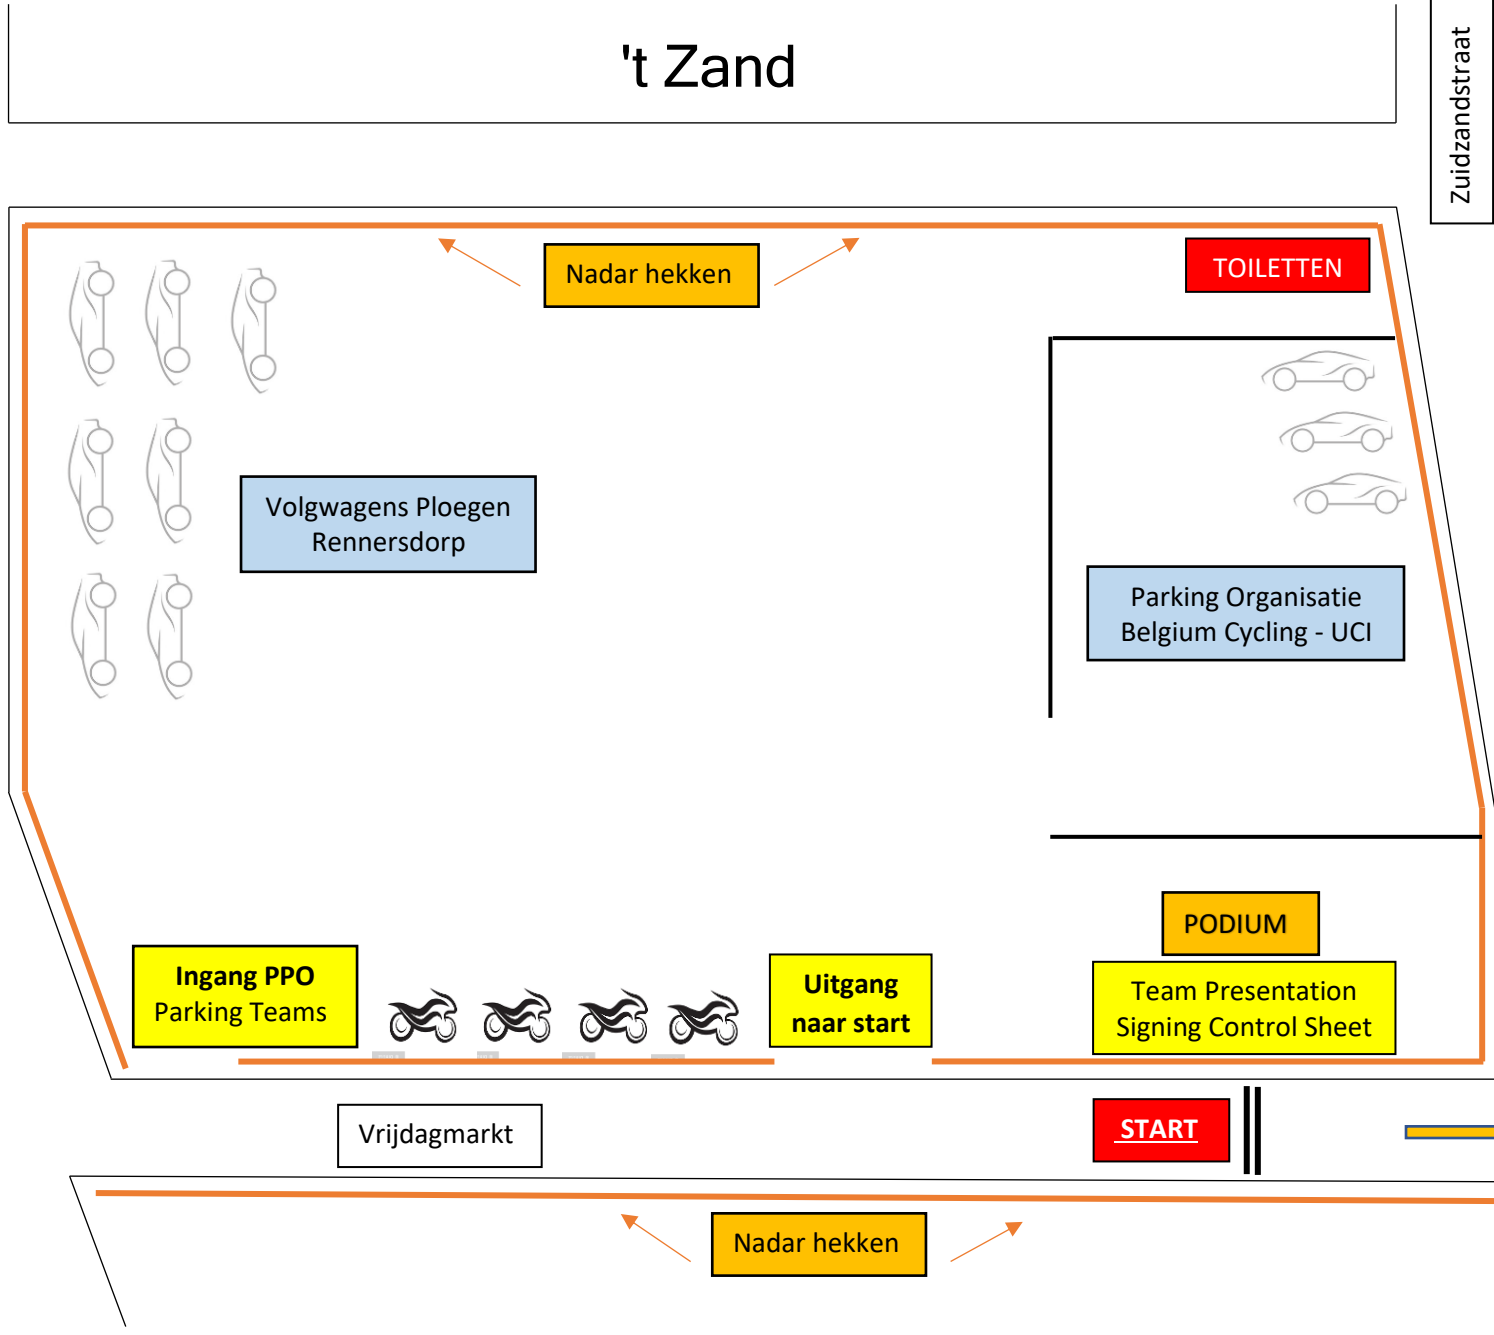 't Zand
Zuidzandstraat
Nadar hekken
TOILETTEN
Volgwagens Ploegen
Rennersdorp
Parking Organisatie
Belgium Cycling - UCI
PODIUM
Ingang PPO
Parking Teams
Uitgang
naar start
Team Presentation
Signing Control Sheet
Vrijdagmarkt
START
Nadar hekken